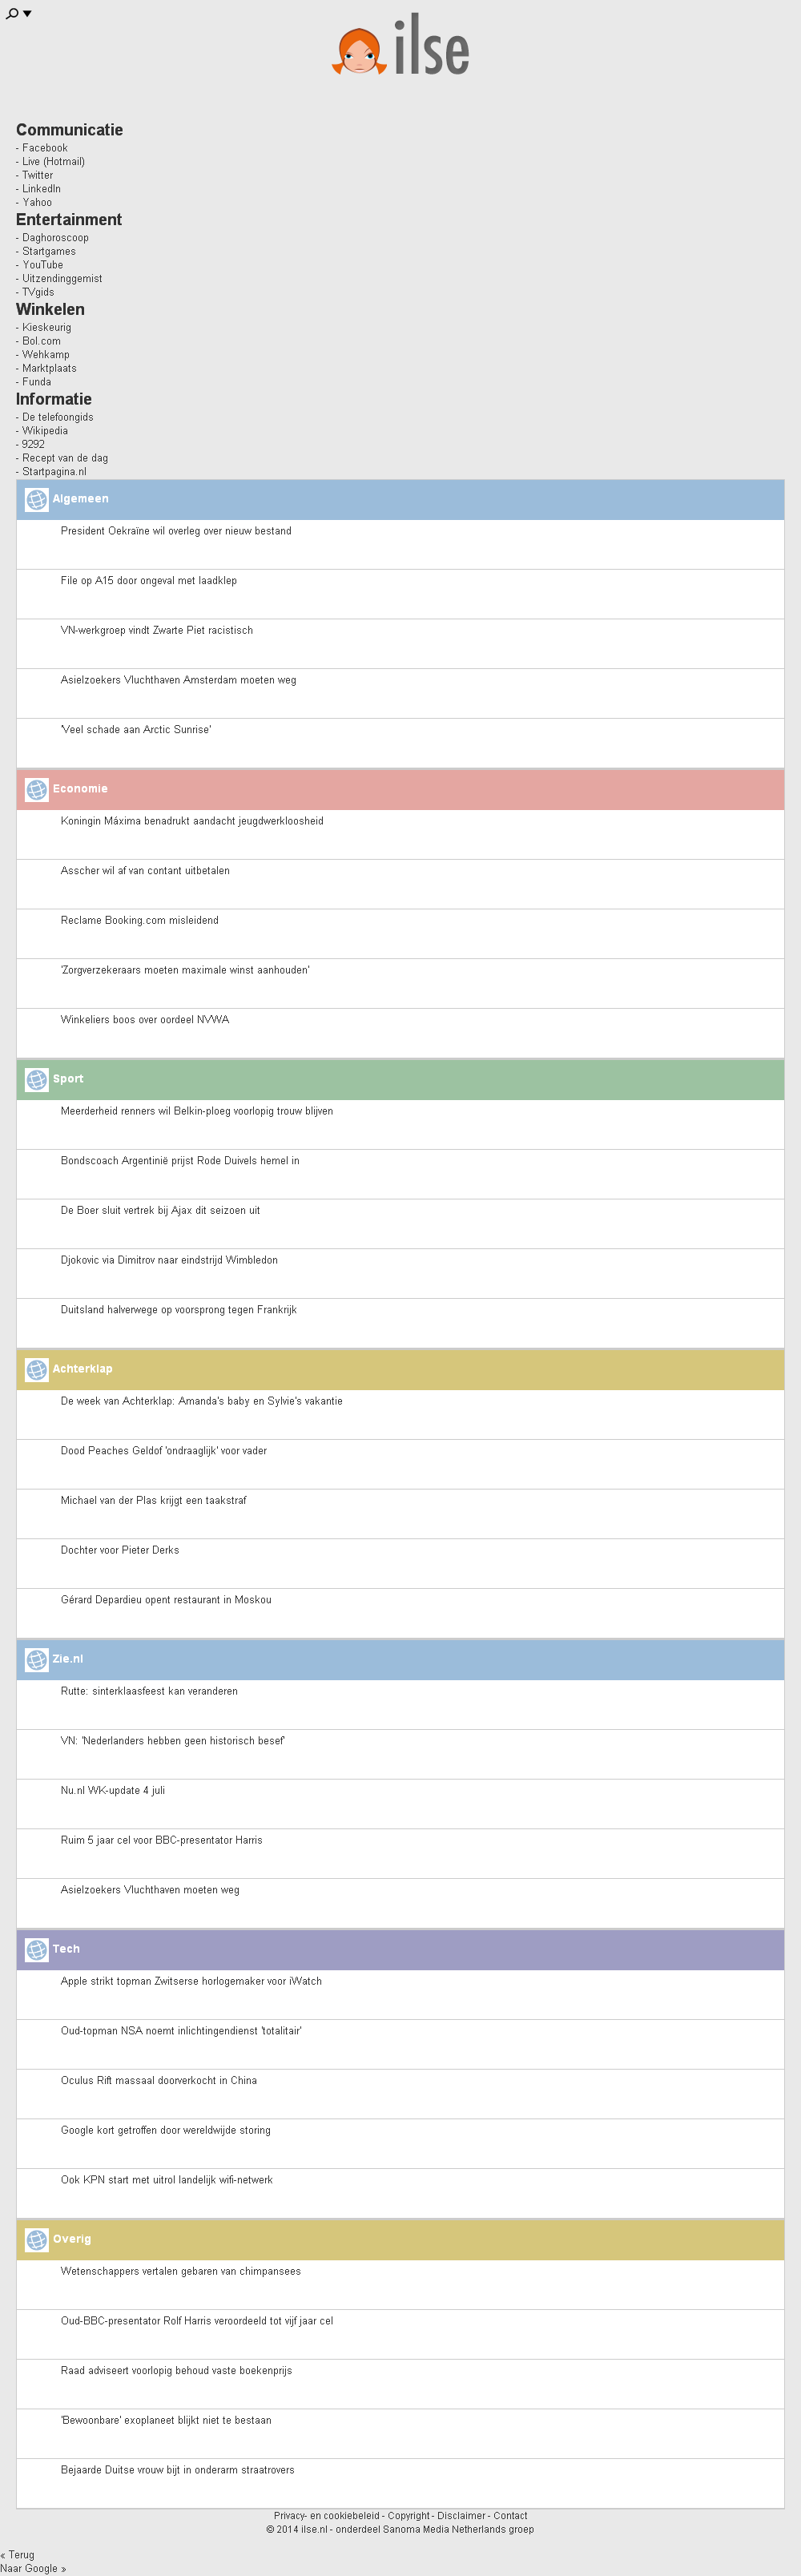 ilse
Communicatie
- Facebook
- Live (Hotmail)
- Twitter
- LinkedIn
- Yahoo
Entertainment
- Daghoroscoop
- Startgames
- YouTube
- Uitzendinggemist
- TVgids
Winkelen
- Kieskeurig
- Bol.com
- Wehkamp
- Marktplaats
- Funda
Informatie
- De telefoongids
- Wikipedia
- 9292
- Recept van de dag
- Startpagina.nl
Algemeen
President Oekraïne wil overleg over nieuw bestand
File op A15 door ongeval met laadklep
VN-werkgroep vindt Zwarte Piet racistisch
Asielzoekers Vluchthaven Amsterdam moeten weg
'Veel schade aan Arctic Sunrise'
Economie
Koningin Máxima benadrukt aandacht jeugdwerkloosheid
Asscher wil af van contant uitbetalen
Reclame Booking.com misleidend
'Zorgverzekeraars moeten maximale winst aanhouden'
Winkeliers boos over oordeel NVWA
Sport
Meerderheid renners wil Belkin-ploeg voorlopig trouw blijven
Bondscoach Argentinië prijst Rode Duivels hemel in
De Boer sluit vertrek bij Ajax dit seizoen uit
Djokovic via Dimitrov naar eindstrijd Wimbledon
Duitsland halverwege op voorsprong tegen Frankrijk
Achterklap
De week van Achterklap: Amanda's baby en Sylvie's vakantie
Dood Peaches Geldof 'ondraaglijk' voor vader
Michael van der Plas krijgt een taakstraf
Dochter voor Pieter Derks
Gérard Depardieu opent restaurant in Moskou
Zie.nl
Rutte: sinterklaasfeest kan veranderen
VN: 'Nederlanders hebben geen historisch besef'
Nu.nl WK-update 4 juli
Ruim 5 jaar cel voor BBC-presentator Harris
Asielzoekers Vluchthaven moeten weg
Tech
Apple strikt topman Zwitserse horlogemaker voor iWatch
Oud-topman NSA noemt inlichtingendienst 'totalitair'
Oculus Rift massaal doorverkocht in China
Google kort getroffen door wereldwijde storing
Ook KPN start met uitrol landelijk wifi-netwerk
Overig
Wetenschappers vertalen gebaren van chimpansees
Oud-BBC-presentator Rolf Harris veroordeeld tot vijf jaar cel
Raad adviseert voorlopig behoud vaste boekenprijs
'Bewoonbare' exoplaneet blijkt niet te bestaan
Bejaarde Duitse vrouw bijt in onderarm straatrovers
Privacy- en cookiebeleid - Copyright - Disclaimer - Contact
© 2014 ilse.nl - onderdeel Sanoma Media Netherlands groep
« Terug
Naar Google »